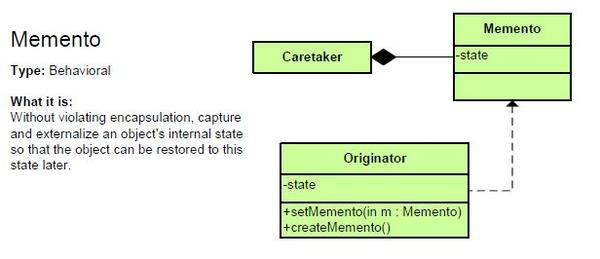 Memento
Type: Behavioral
What it is:
Without violating encapsulation, capture
and externalize an object's internal state
so that the object can be restored to this
state later.
Caretaker
Memento
-state
Originator
-state
+setMemento(in m : Memento)
+createMemento()